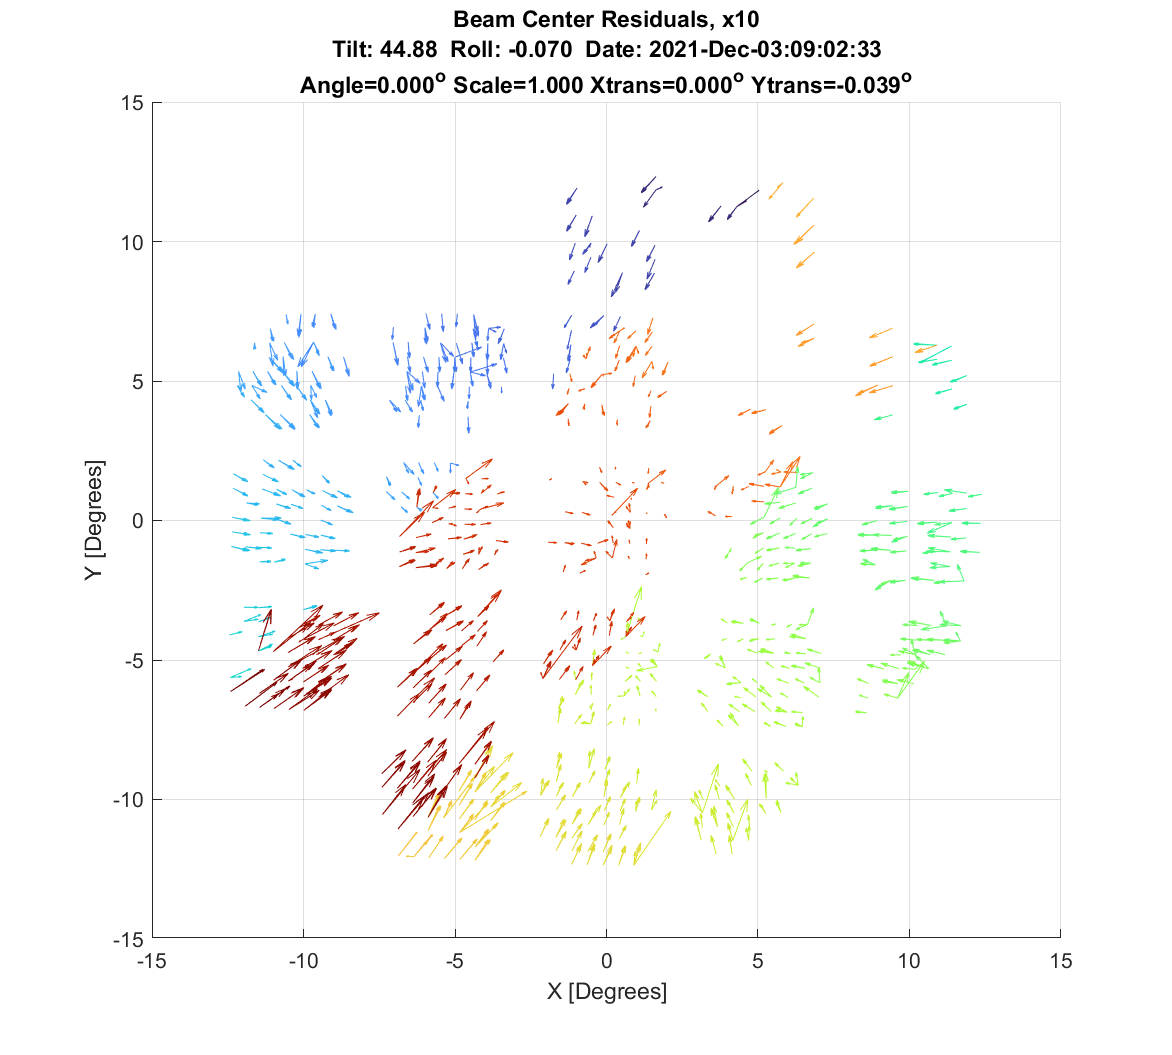 Beam Center Residuals, x10
Tilt: 44.88 Roll: -0.070 Date: 2021-Dec-03:09:02:33
Angle=0.000° Scale=1.000 Xtrans=0.000° Ytrans=-0.039°
15
10
5
0
-5
-10
-15
Y [Degrees]
-15 -10 -5 0 5 10 15
X [Degrees]